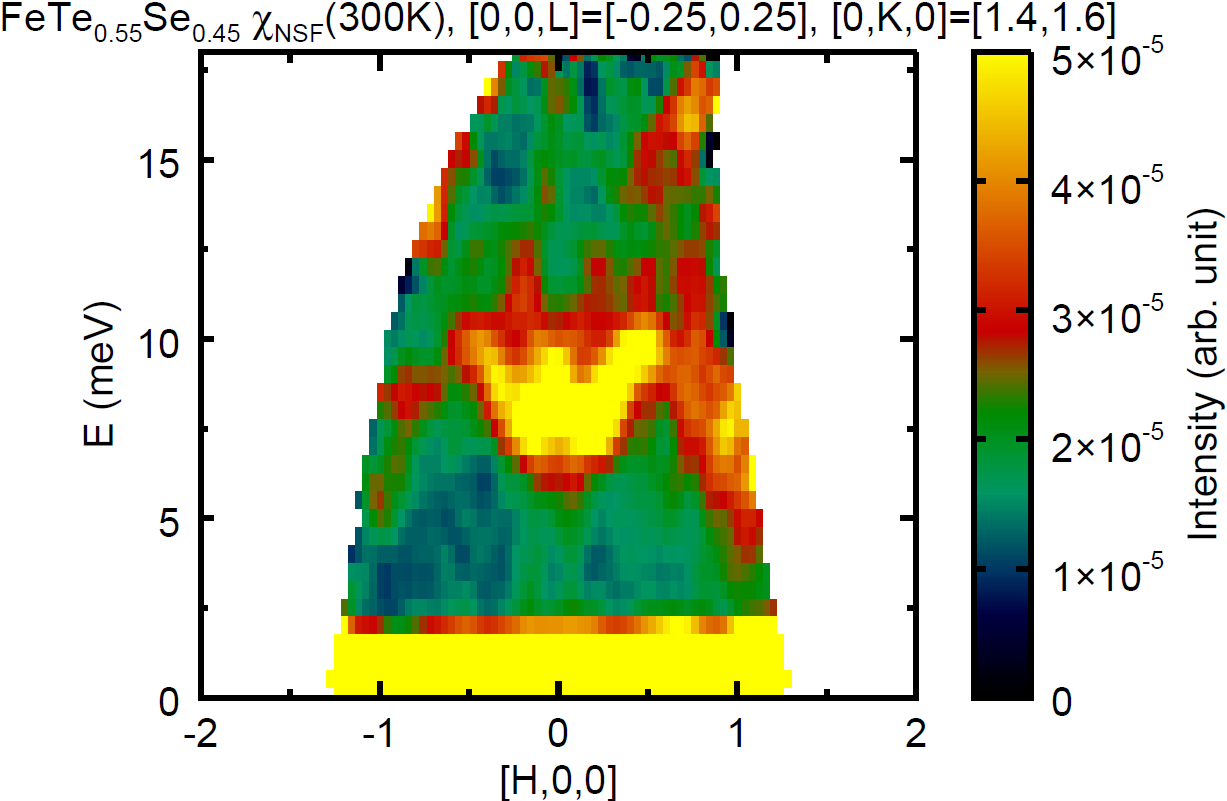 FeTe0.55Se0.45 χNSF(300K), [0,0,L]=[-0.25,0.25], [0,K,0]=[1.4,1.6]
15
10
5
0
E (meV)
-2 -1 0 1 2
[H,0,0]
5×10-5
4×10-5
3×10-5
2×10-5
1×10-5
0
Intensity (arb. unit)